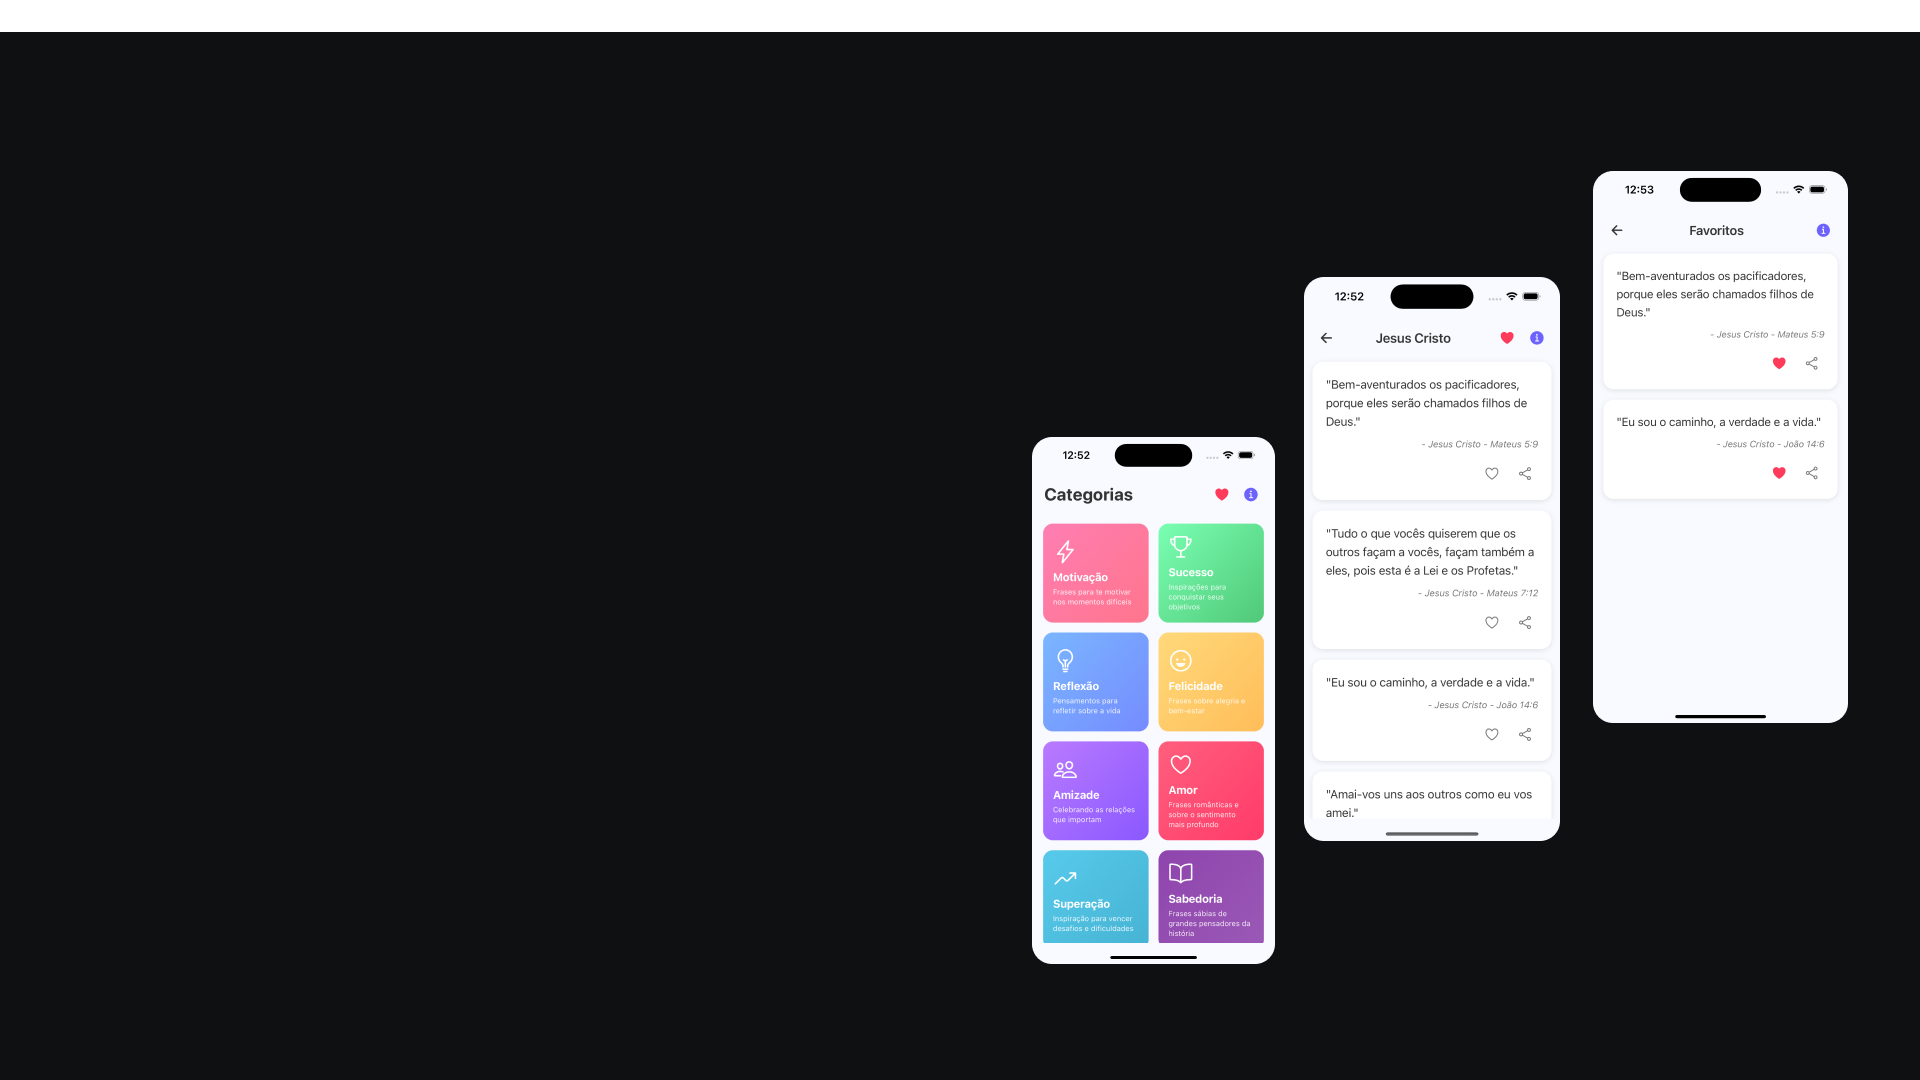 12:52
Categorias
Motivação
Frases para te motivar
nos momentos difíceis
Sucesso
Inspirações para
conquistar seus
objetivos
Reflexão
Pensamentos para
refletir sobre a vida
Felicidade
Frases sobre alegria e
bem-estar
Amizade
Celebrando as relações
que importam
Amor
Frases românticas e
sobre o sentimento
mais profundo
Superação
Inspiração para vencer
desafios e dificuldades
Sabedoria
Frases sábias de
grandes pensadores da
história
12:52
Jesus Cristo
"Bem-aventurados os pacificadores,
porque eles serão chamados filhos de
Deus."
- Jesus Cristo - Mateus 5:9
"Tudo o que vocês quiserem que os
outros façam a vocês, façam também a
eles, pois esta é a Lei e os Profetas."
- Jesus Cristo - Mateus 7:12
"Eu sou o caminho, a verdade e a vida."
- Jesus Cristo - João 14:6
"Amai-vos uns aos outros como eu vos
amei."
12:53
Favoritos
"Bem-aventurados os pacificadores,
porque eles serão chamados filhos de
Deus."
- Jesus Cristo - Mateus 5:9
"Eu sou o caminho, a verdade e a vida."
- Jesus Cristo - João 14:6